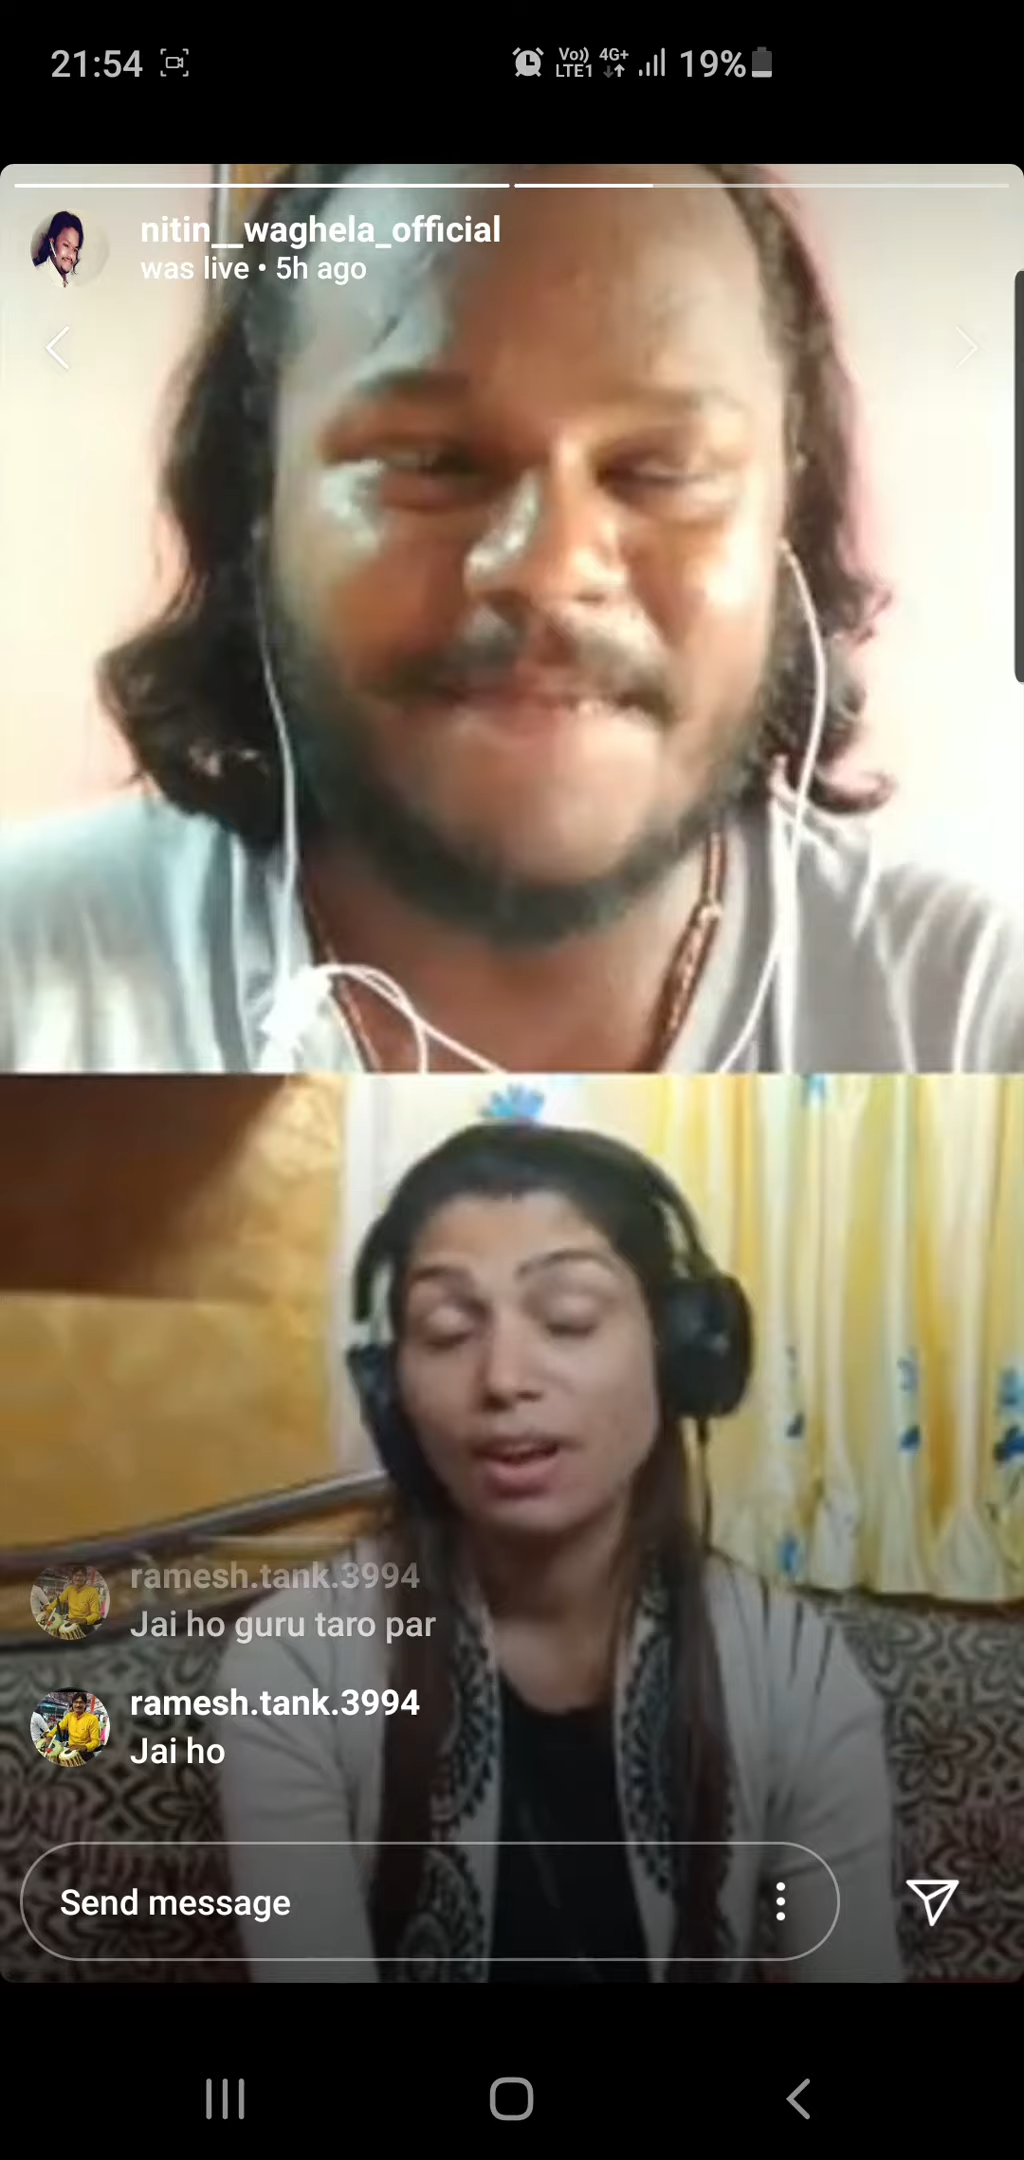 21:54
Vo)) 4G+
LTE1
19%
nitin__waghela_official
was live • 5h ago
ramesh.tank.3994
Jai ho guru taro par
ramesh.tank.3994
Jai ho
Send message